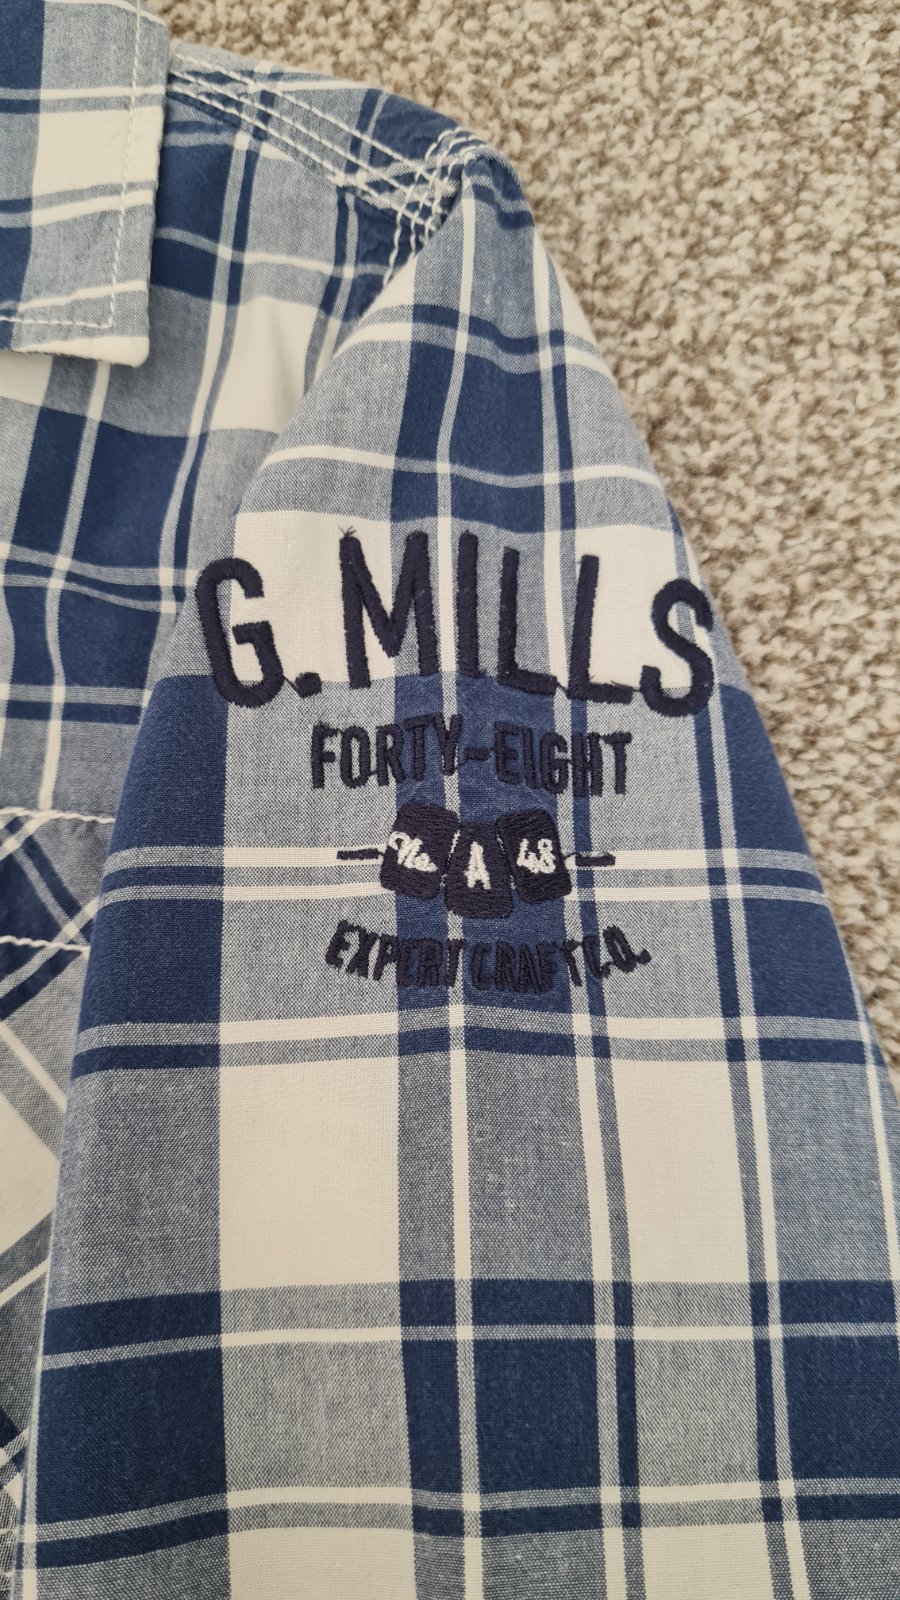 G. MILLS
FORTY-EIGHT
No A 48
EXPERT CRAFT CO.